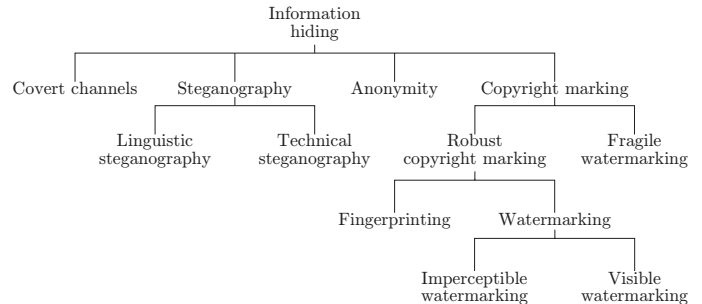 Information
hiding
Covert channels
Steganography
Anonymity
Copyright marking
Linguistic
steganography
Technical
steganography
Robust
copyright marking
Fragile
watermarking
Fingerprinting
Watermarking
Imperceptible
watermarking
Visible
watermarking